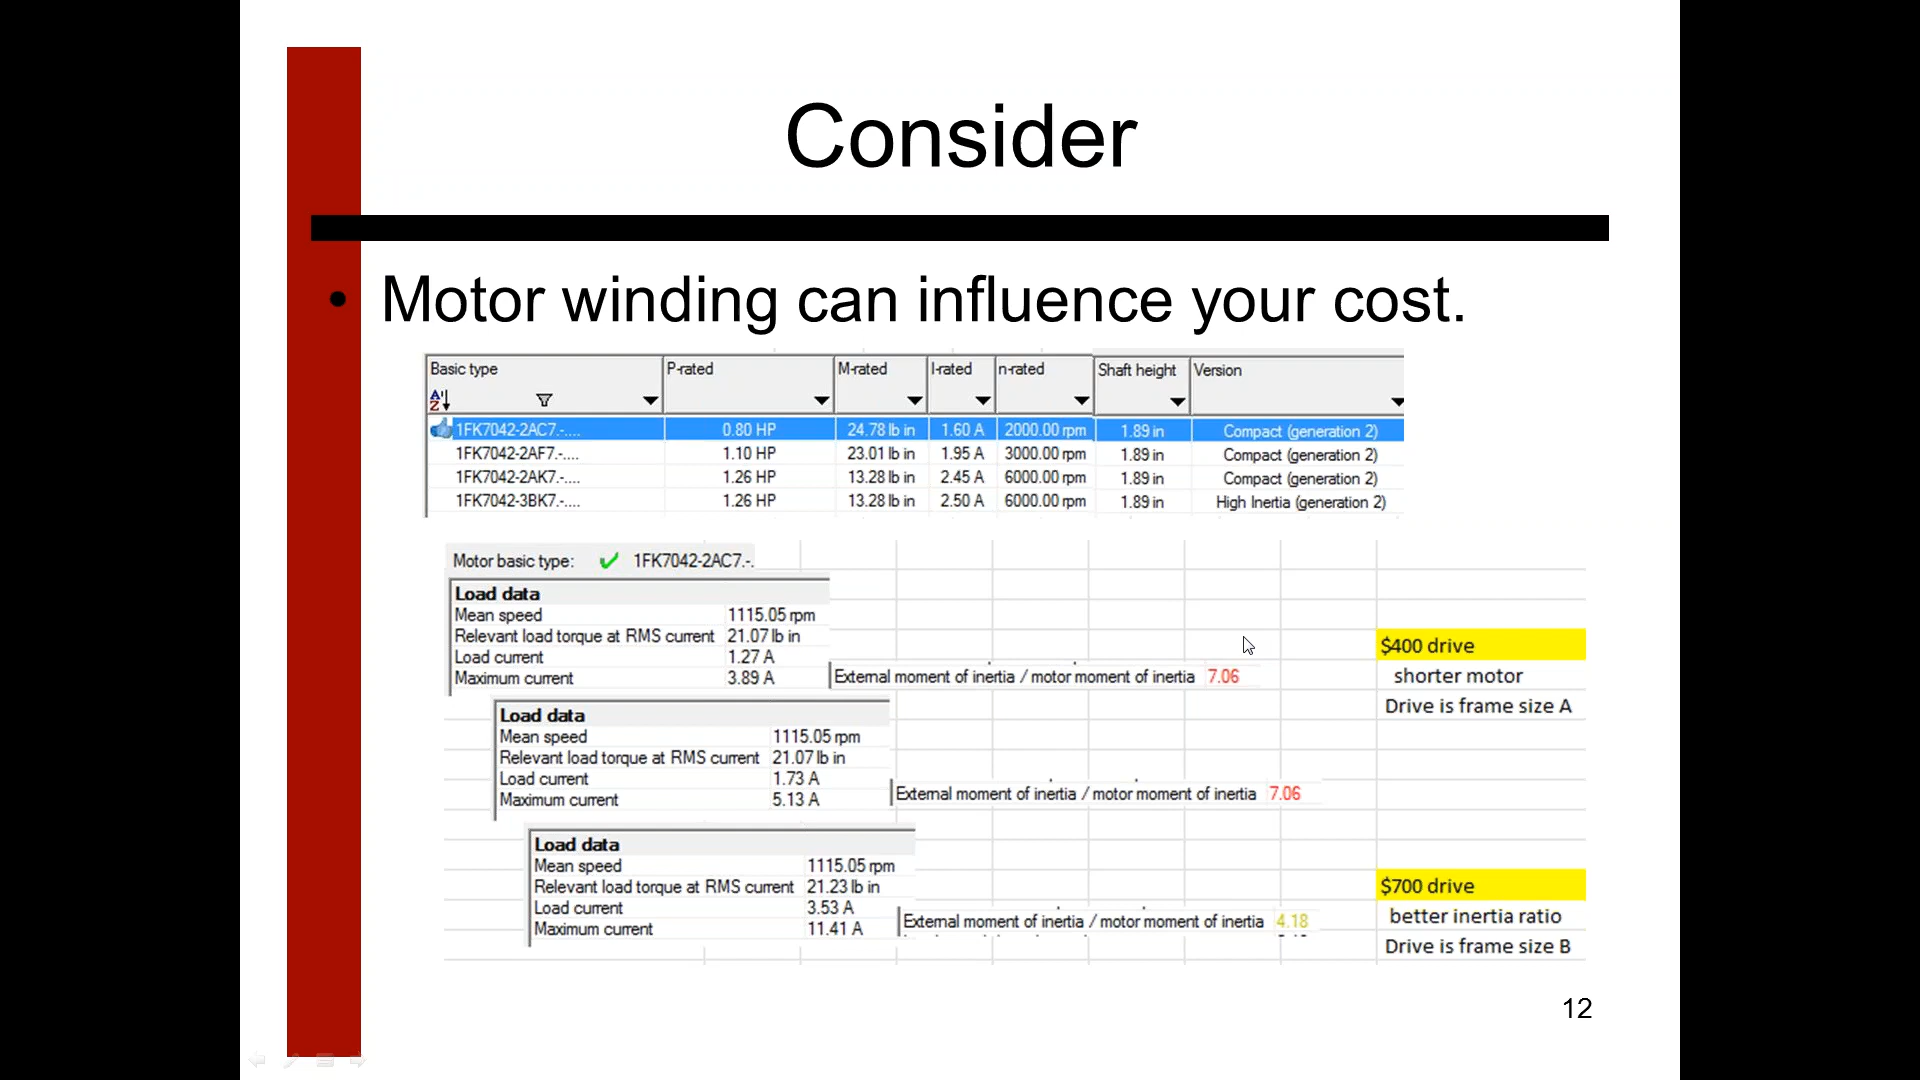 Consider
• Motor winding can influence your cost.
Basic type P-rated M-rated I-rated n-rated Shaft height Version
1FK7042-2AC7.-.... 0.80 HP 24.78 lb in 1.60 A 2000.00 rpm 1.89 in Compact (generation 2)
1FK7042-2AF7.-.... 1.10 HP 23.01 lb in 1.95 A 3000.00 rpm 1.89 in Compact (generation 2)
1FK7042-2AK7.-.... 1.26 HP 13.28 lb in 2.45 A 6000.00 rpm 1.89 in Compact (generation 2)
1FK7042-3BK7.-.... 1.26 HP 13.28 lb in 2.50 A 6000.00 rpm 1.89 in High Inertia (generation 2)
Motor basic type: 1FK7042-2AC7.-.
Load data
Mean speed 1115.05 rpm
Relevant load torque at RMS current 21.07 lb in
Load current 1.27 A
Maximum current 3.89 A
External moment of inertia / motor moment of inertia 7.06
$400 drive
shorter motor
Drive is frame size A
Load data
Mean speed 1115.05 rpm
Relevant load torque at RMS current 21.07 lb in
Load current 1.73 A
Maximum current 5.13 A
External moment of inertia / motor moment of inertia 7.06
Load data
Mean speed 1115.05 rpm
Relevant load torque at RMS current 21.23 lb in
Load current 3.53 A
Maximum current 11.41 A
External moment of inertia / motor moment of inertia 4.18
$700 drive
better inertia ratio
Drive is frame size B
12